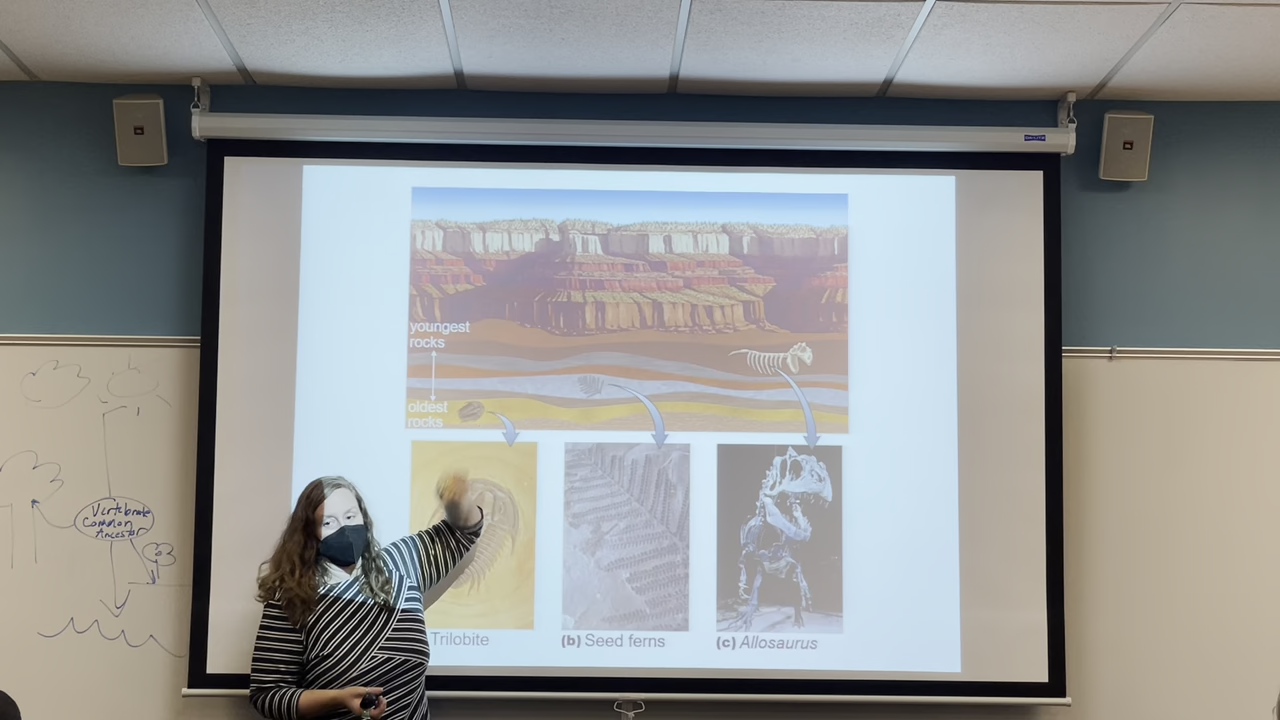 youngest
rocks
oldest
rocks
Trilobite
(b) Seed ferns
(c) Allosaurus
Vertebrate
Common
Ancestor